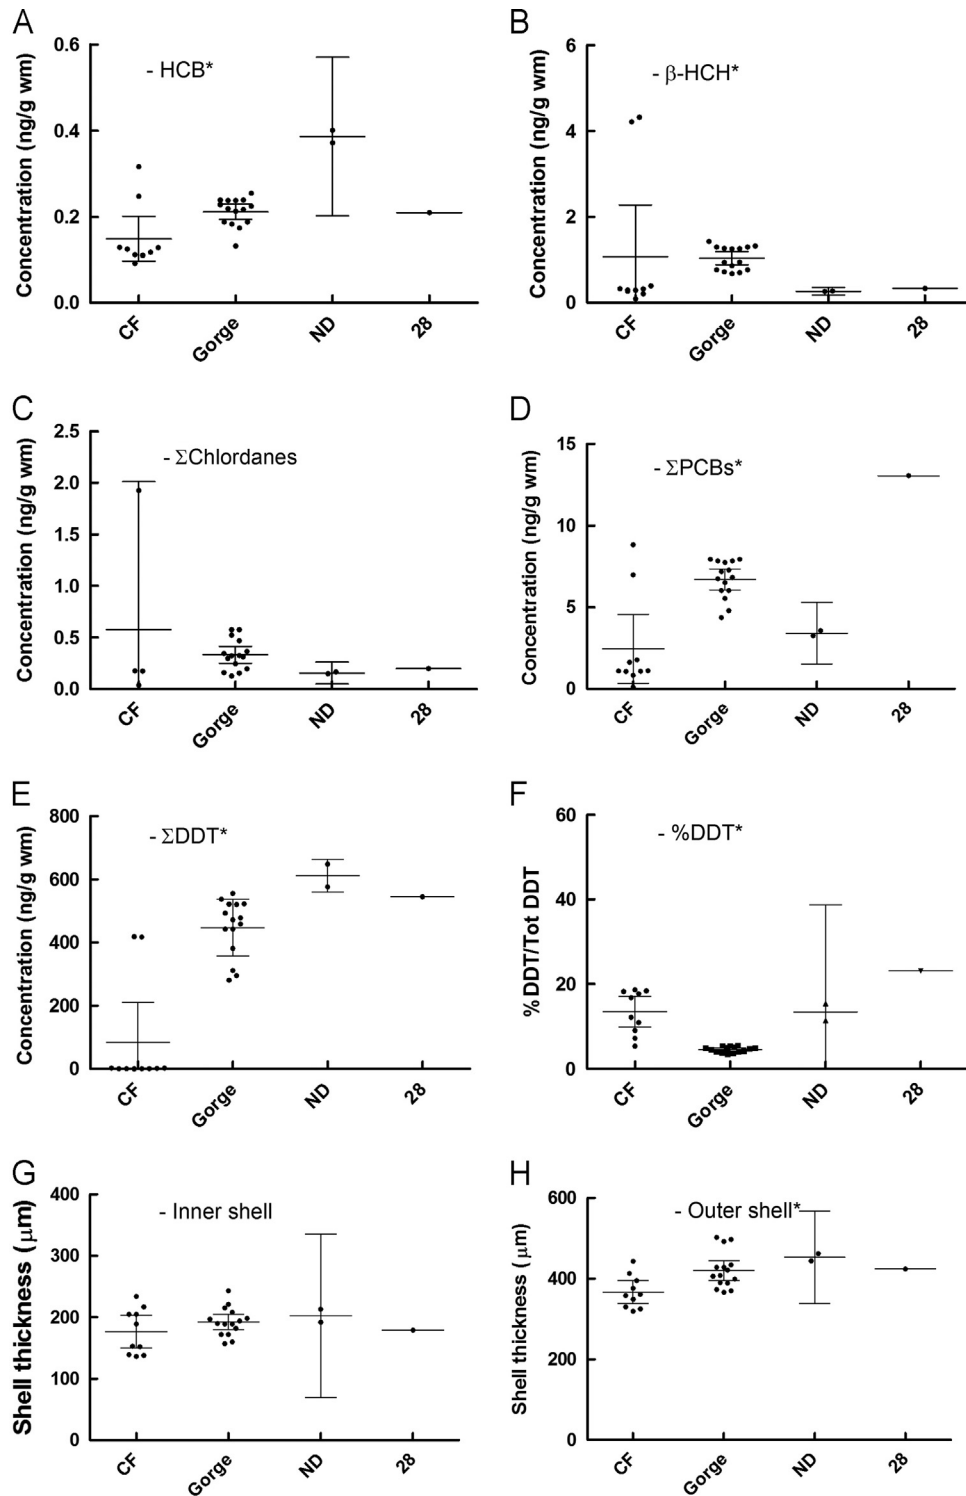 A
Concentration (ng/g wm)
0.6
0.4
0.2
0.0
- HCB*
CF
Gorge
ND
28
B
Concentration (ng/g wm)
6
4
2
0
- β-HCH*
CF
Gorge
ND
28
C
Concentration (ng/g wm)
2.5
2.0
1.5
1.0
0.5
0.0
- ΣChlordanes
CF
Gorge
ND
28
D
Concentration (ng/g wm)
15
10
5
0
- ΣPCBs*
CF
Gorge
ND
28
E
Concentration (ng/g wm)
800
600
400
200
0
- ΣDDT*
CF
Gorge
ND
28
F
%DDT/Tot DDT
60
40
20
0
- %DDT*
CF
Gorge
ND
28
G
Shell thickness (μm)
400
300
200
100
0
- Inner shell
CF
Gorge
ND
28
H
Shell thickness (μm)
600
400
200
0
- Outer shell*
CF
Gorge
ND
28